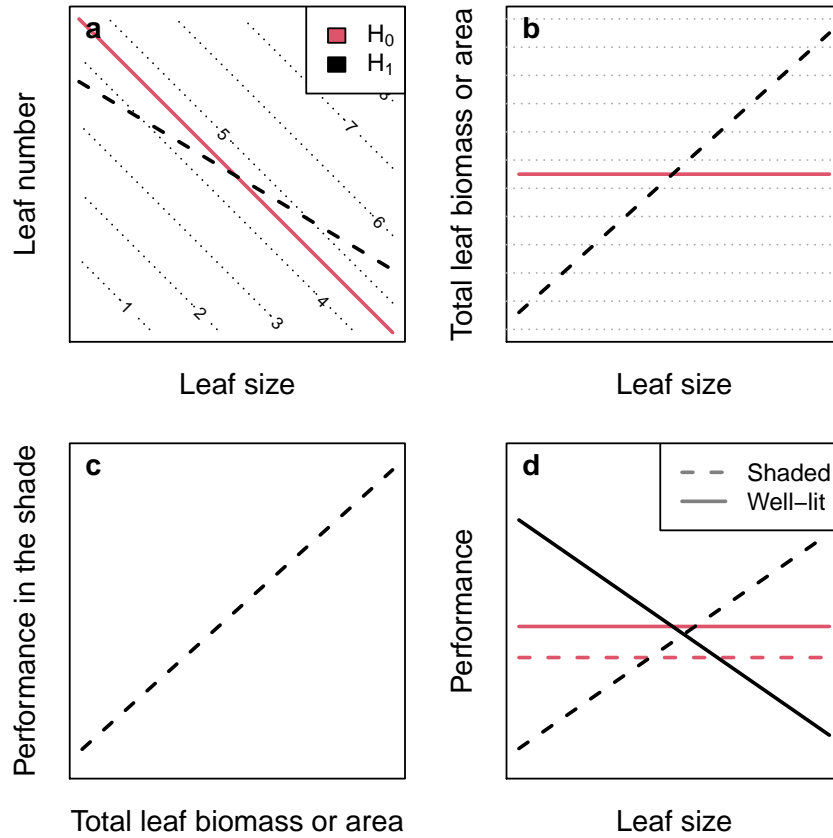 a
H0
H1
8
7
5
6
4
3
2
1
Leaf number
Leaf size
b
Total leaf biomass or area
Leaf size
c
Performance in the shade
Total leaf biomass or area
d
Shaded
Well−lit
Performance
Leaf size